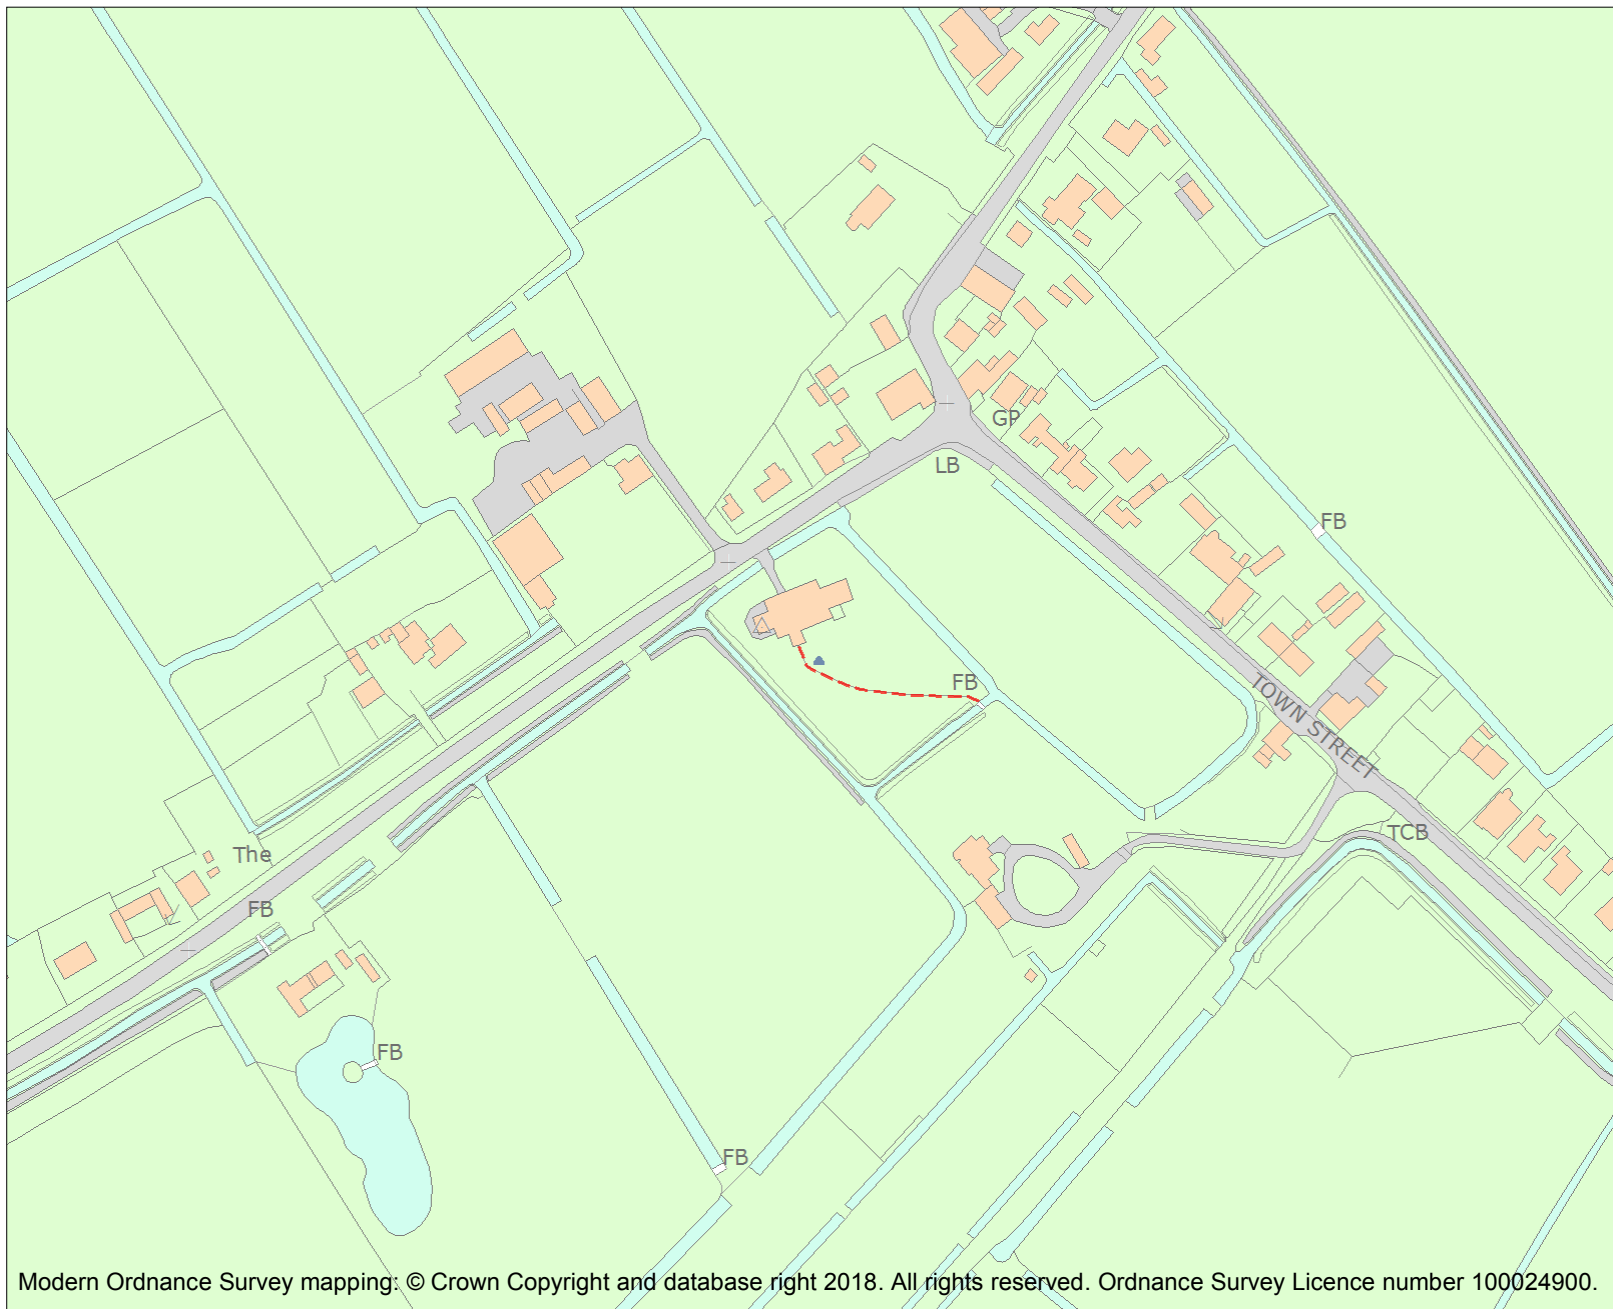 GP
LB
FB
FB
TOWN STREET
TCB
The
FB
FB
FB
Modern Ordnance Survey mapping: © Crown Copyright and database right 2018. All rights reserved. Ordnance Survey Licence number 100024900.